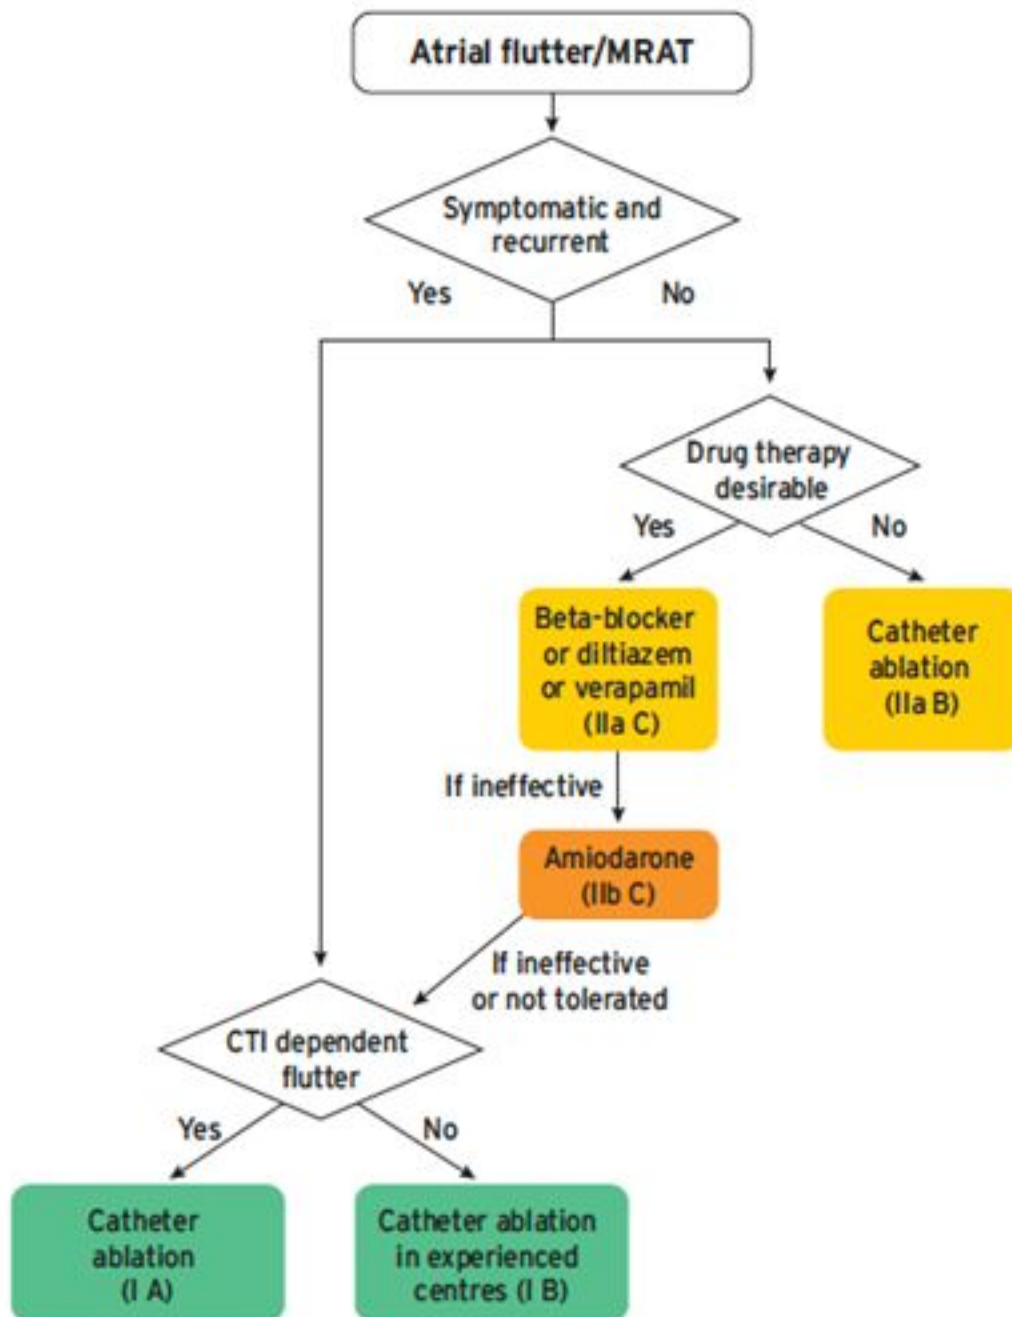 Atrial flutter/MRAT
Symptomatic and
recurrent
Yes
No
Drug therapy
desirable
Yes
No
Beta-blocker
or diltiazem
or verapamil
(IIa C)
Catheter
ablation
(IIa B)
If ineffective
Amiodarone
(IIb C)
If ineffective
or not tolerated
CTI dependent
flutter
Yes
No
Catheter
ablation
(I A)
Catheter ablation
in experienced
centres (I B)